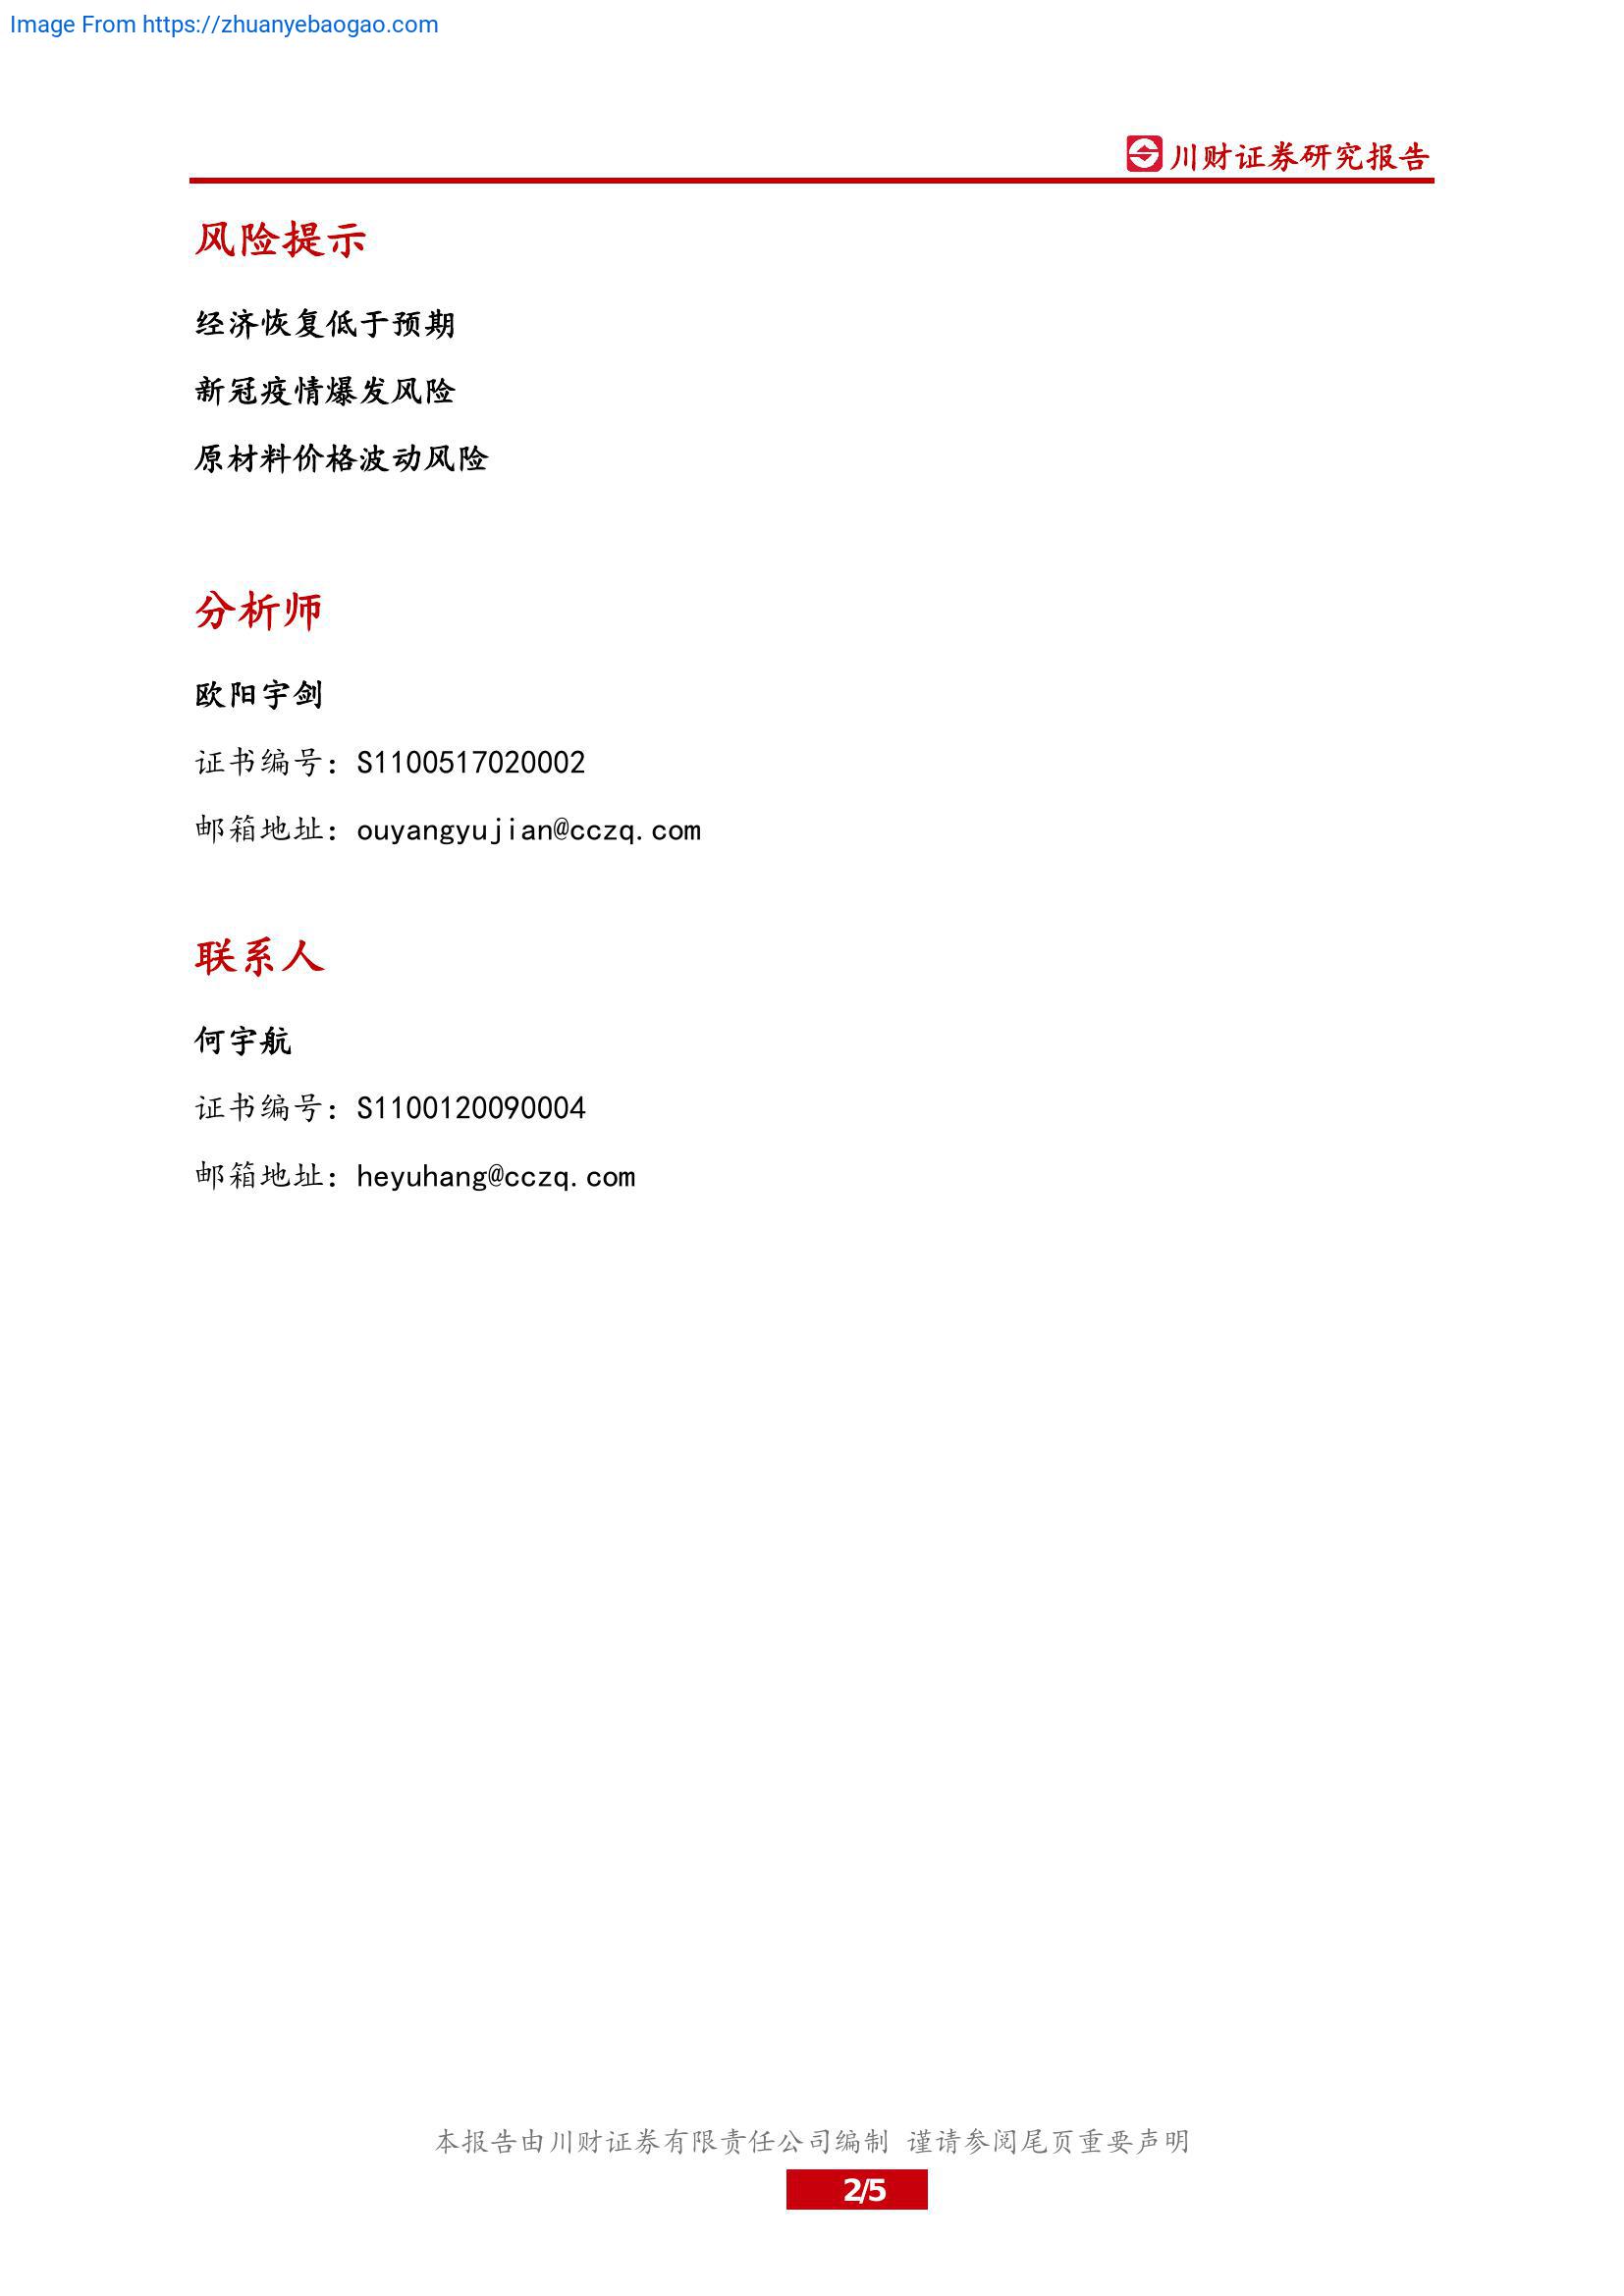 Image From https://zhuanyebaogao.com
川财证券研究报告
风险提示
经济恢复低于预期
新冠疫情爆发风险
原材料价格波动风险
分析师
欧阳宇剑
证书编号：S1100517020002
邮箱地址：ouyangyujian@cczq.com
联系人
何宇航
证书编号：S1100120090004
邮箱地址：heyuhang@cczq.com
本报告由川财证券有限责任公司编制 谨请参阅尾页重要声明
2/5